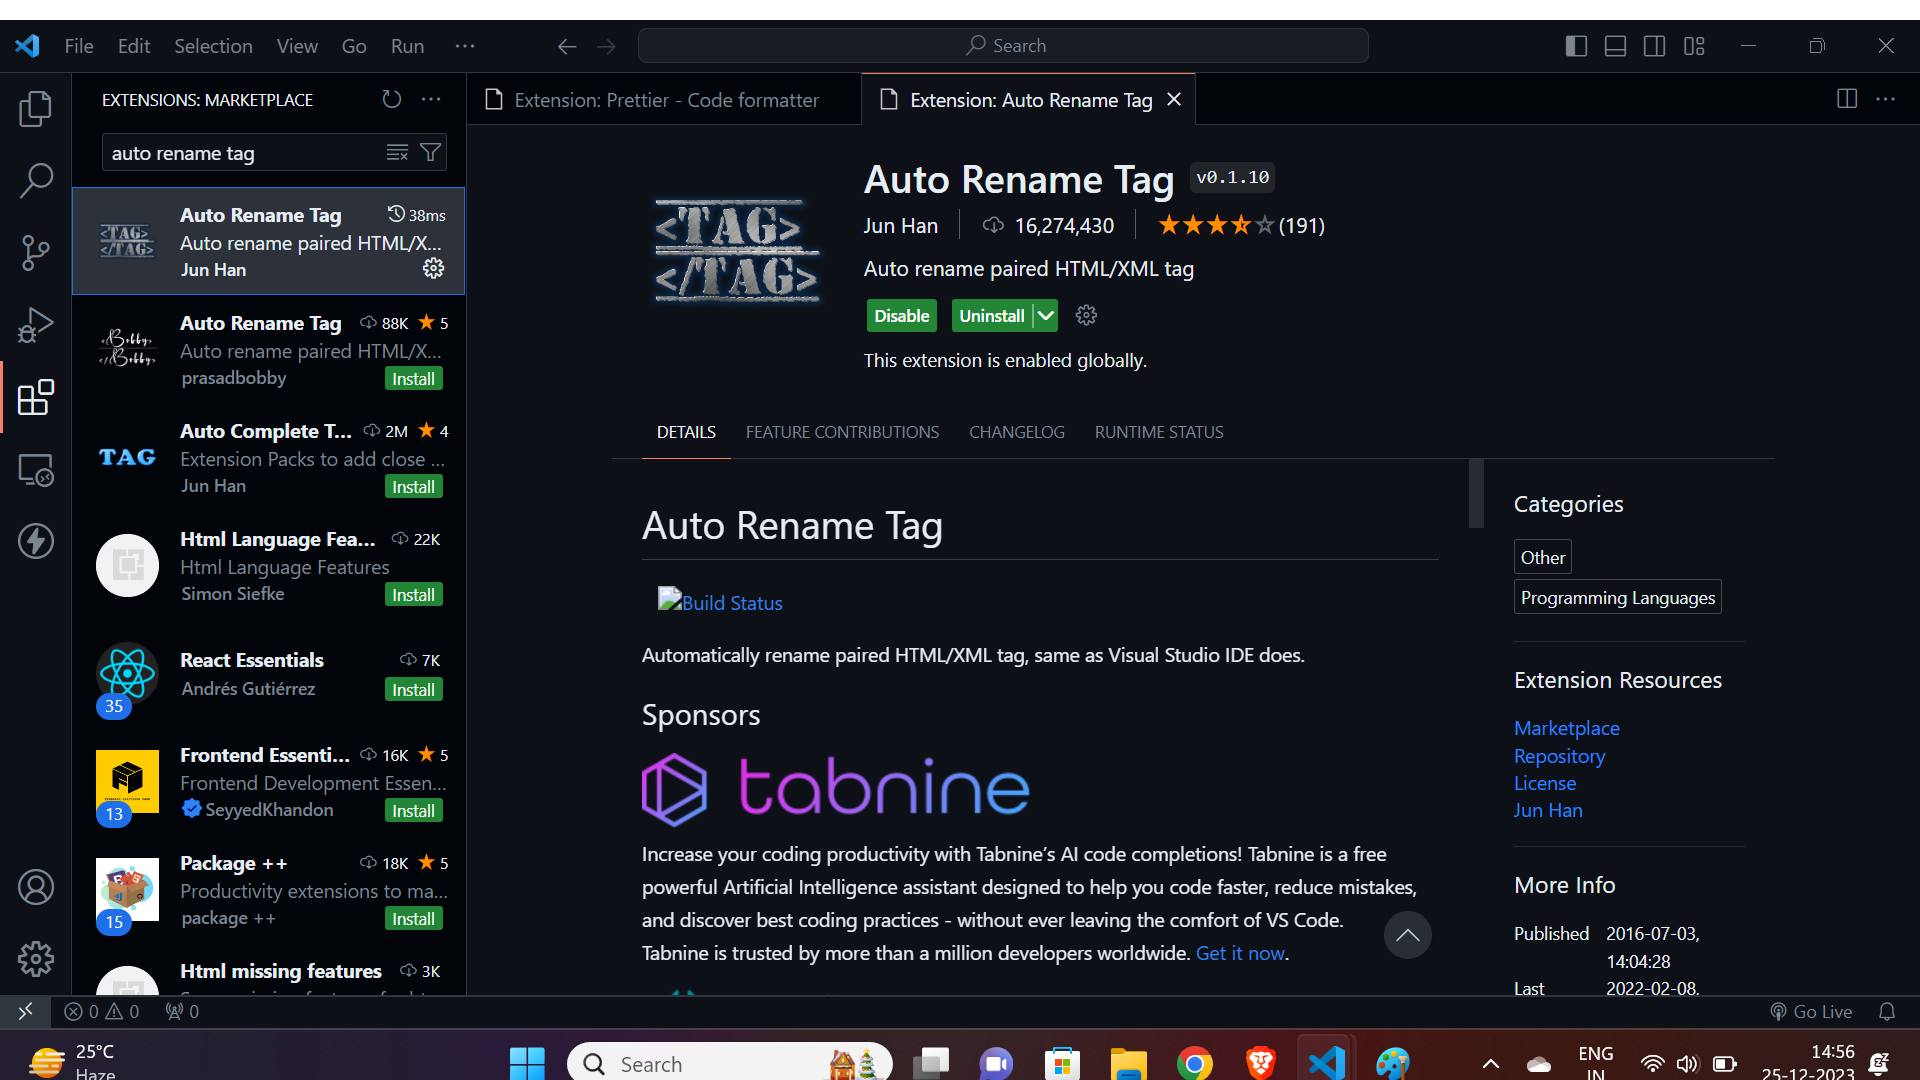 File Edit Selection View Go Run ···
Search
EXTENSIONS: MARKETPLACE
auto rename tag
<TAG>
</TAG>
Auto Rename Tag 38ms
Auto rename paired HTML/X...
Jun Han
<Bobby>
</Bobby>
Auto Rename Tag 88K 5
Auto rename paired HTML/X...
prasadbobby Install
TAG
Auto Complete T... 2M 4
Extension Packs to add close ...
Jun Han Install
Html Language Fea... 22K
Html Language Features
Simon Siefke Install
React Essentials 7K
Andrés Gutiérrez Install
35
Frontend Essenti... 16K 5
Frontend Development Essen...
SeyyedKhandon Install
13
Package ++ 18K 5
Productivity extensions to ma...
package ++ Install
15
Html missing features 3K
Extension: Prettier - Code formatter
Extension: Auto Rename Tag
<TAG>
</TAG>
Auto Rename Tag v0.1.10
Jun Han 16,274,430 (191)
Auto rename paired HTML/XML tag
Disable Uninstall
This extension is enabled globally.
DETAILS FEATURE CONTRIBUTIONS CHANGELOG RUNTIME STATUS
Auto Rename Tag
Build Status
Automatically rename paired HTML/XML tag, same as Visual Studio IDE does.
Sponsors
tabnine
Increase your coding productivity with Tabnine’s AI code completions! Tabnine is a free
powerful Artificial Intelligence assistant designed to help you code faster, reduce mistakes,
and discover best coding practices - without ever leaving the comfort of VS Code.
Tabnine is trusted by more than a million developers worldwide. Get it now.
Categories
Other
Programming Languages
Extension Resources
Marketplace
Repository
License
Jun Han
More Info
Published 2016-07-03,
14:04:28
Last 2022-02-08,
0 0 0
Go Live
25°C
Haze
Search
ENG
IN
14:56
25-12-2023